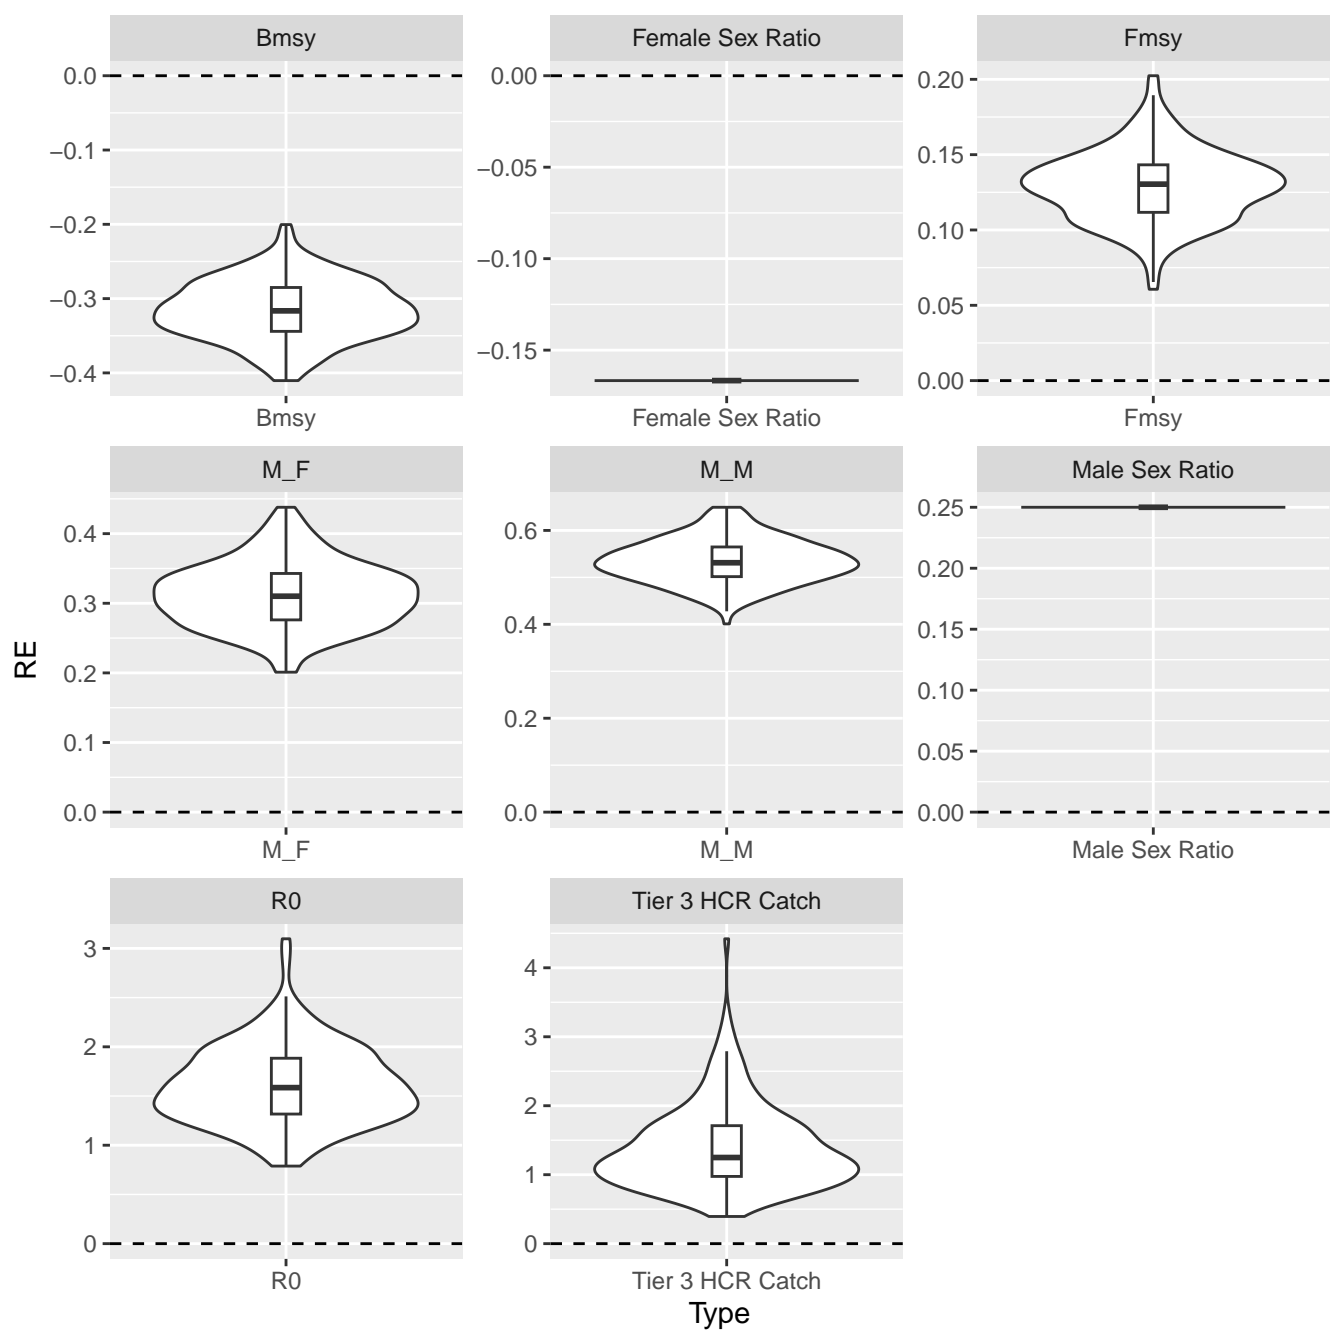 Bmsy
Female Sex Ratio
Fmsy
0.0
−0.1
−0.2
−0.3
−0.4
0.00
−0.05
−0.10
−0.15
0.20
0.15
0.10
0.05
0.00
Bmsy
Female Sex Ratio
Fmsy
M_F
M_M
Male Sex Ratio
RE
0.4
0.3
0.2
0.1
0.0
0.6
0.4
0.2
0.0
0.25
0.20
0.15
0.10
0.05
0.00
M_F
M_M
Male Sex Ratio
R0
Tier 3 HCR Catch
3
2
1
0
4
3
2
1
0
R0
Tier 3 HCR Catch
Type